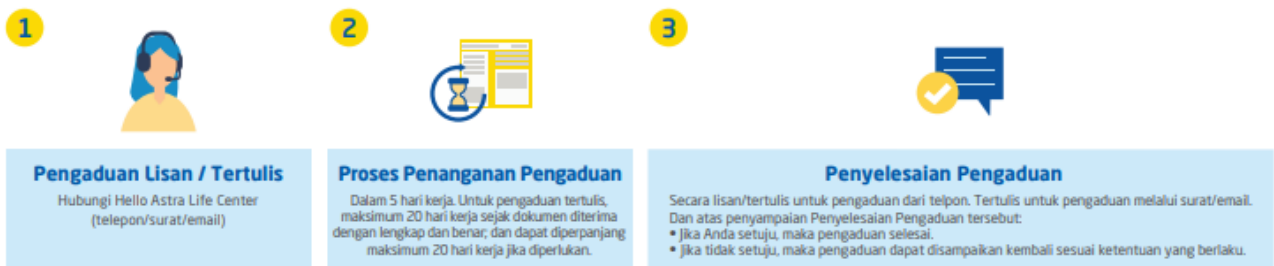 1
Pengaduan Lisan / Tertulis
Hubungi Hello Astra Life Center
(telepon/surat/email)
2
Proses Penanganan Pengaduan
Dalam 5 hari kerja. Untuk pengaduan tertulis,
maksimum 20 hari kerja sejak dokumen diterima
dengan lengkap dan benar; dan dapat diperpanjang
maksimum 20 hari kerja jika diperlukan.
3
Penyelesaian Pengaduan
Secara lisan/tertulis untuk pengaduan dari telpon. Tertulis untuk pengaduan melalui surat/email.
Dan atas penyampaian Penyelesaian Pengaduan tersebut:
• Jika Anda setuju, maka pengaduan selesai.
• Jika tidak setuju, maka pengaduan dapat disampaikan kembali sesuai ketentuan yang berlaku.